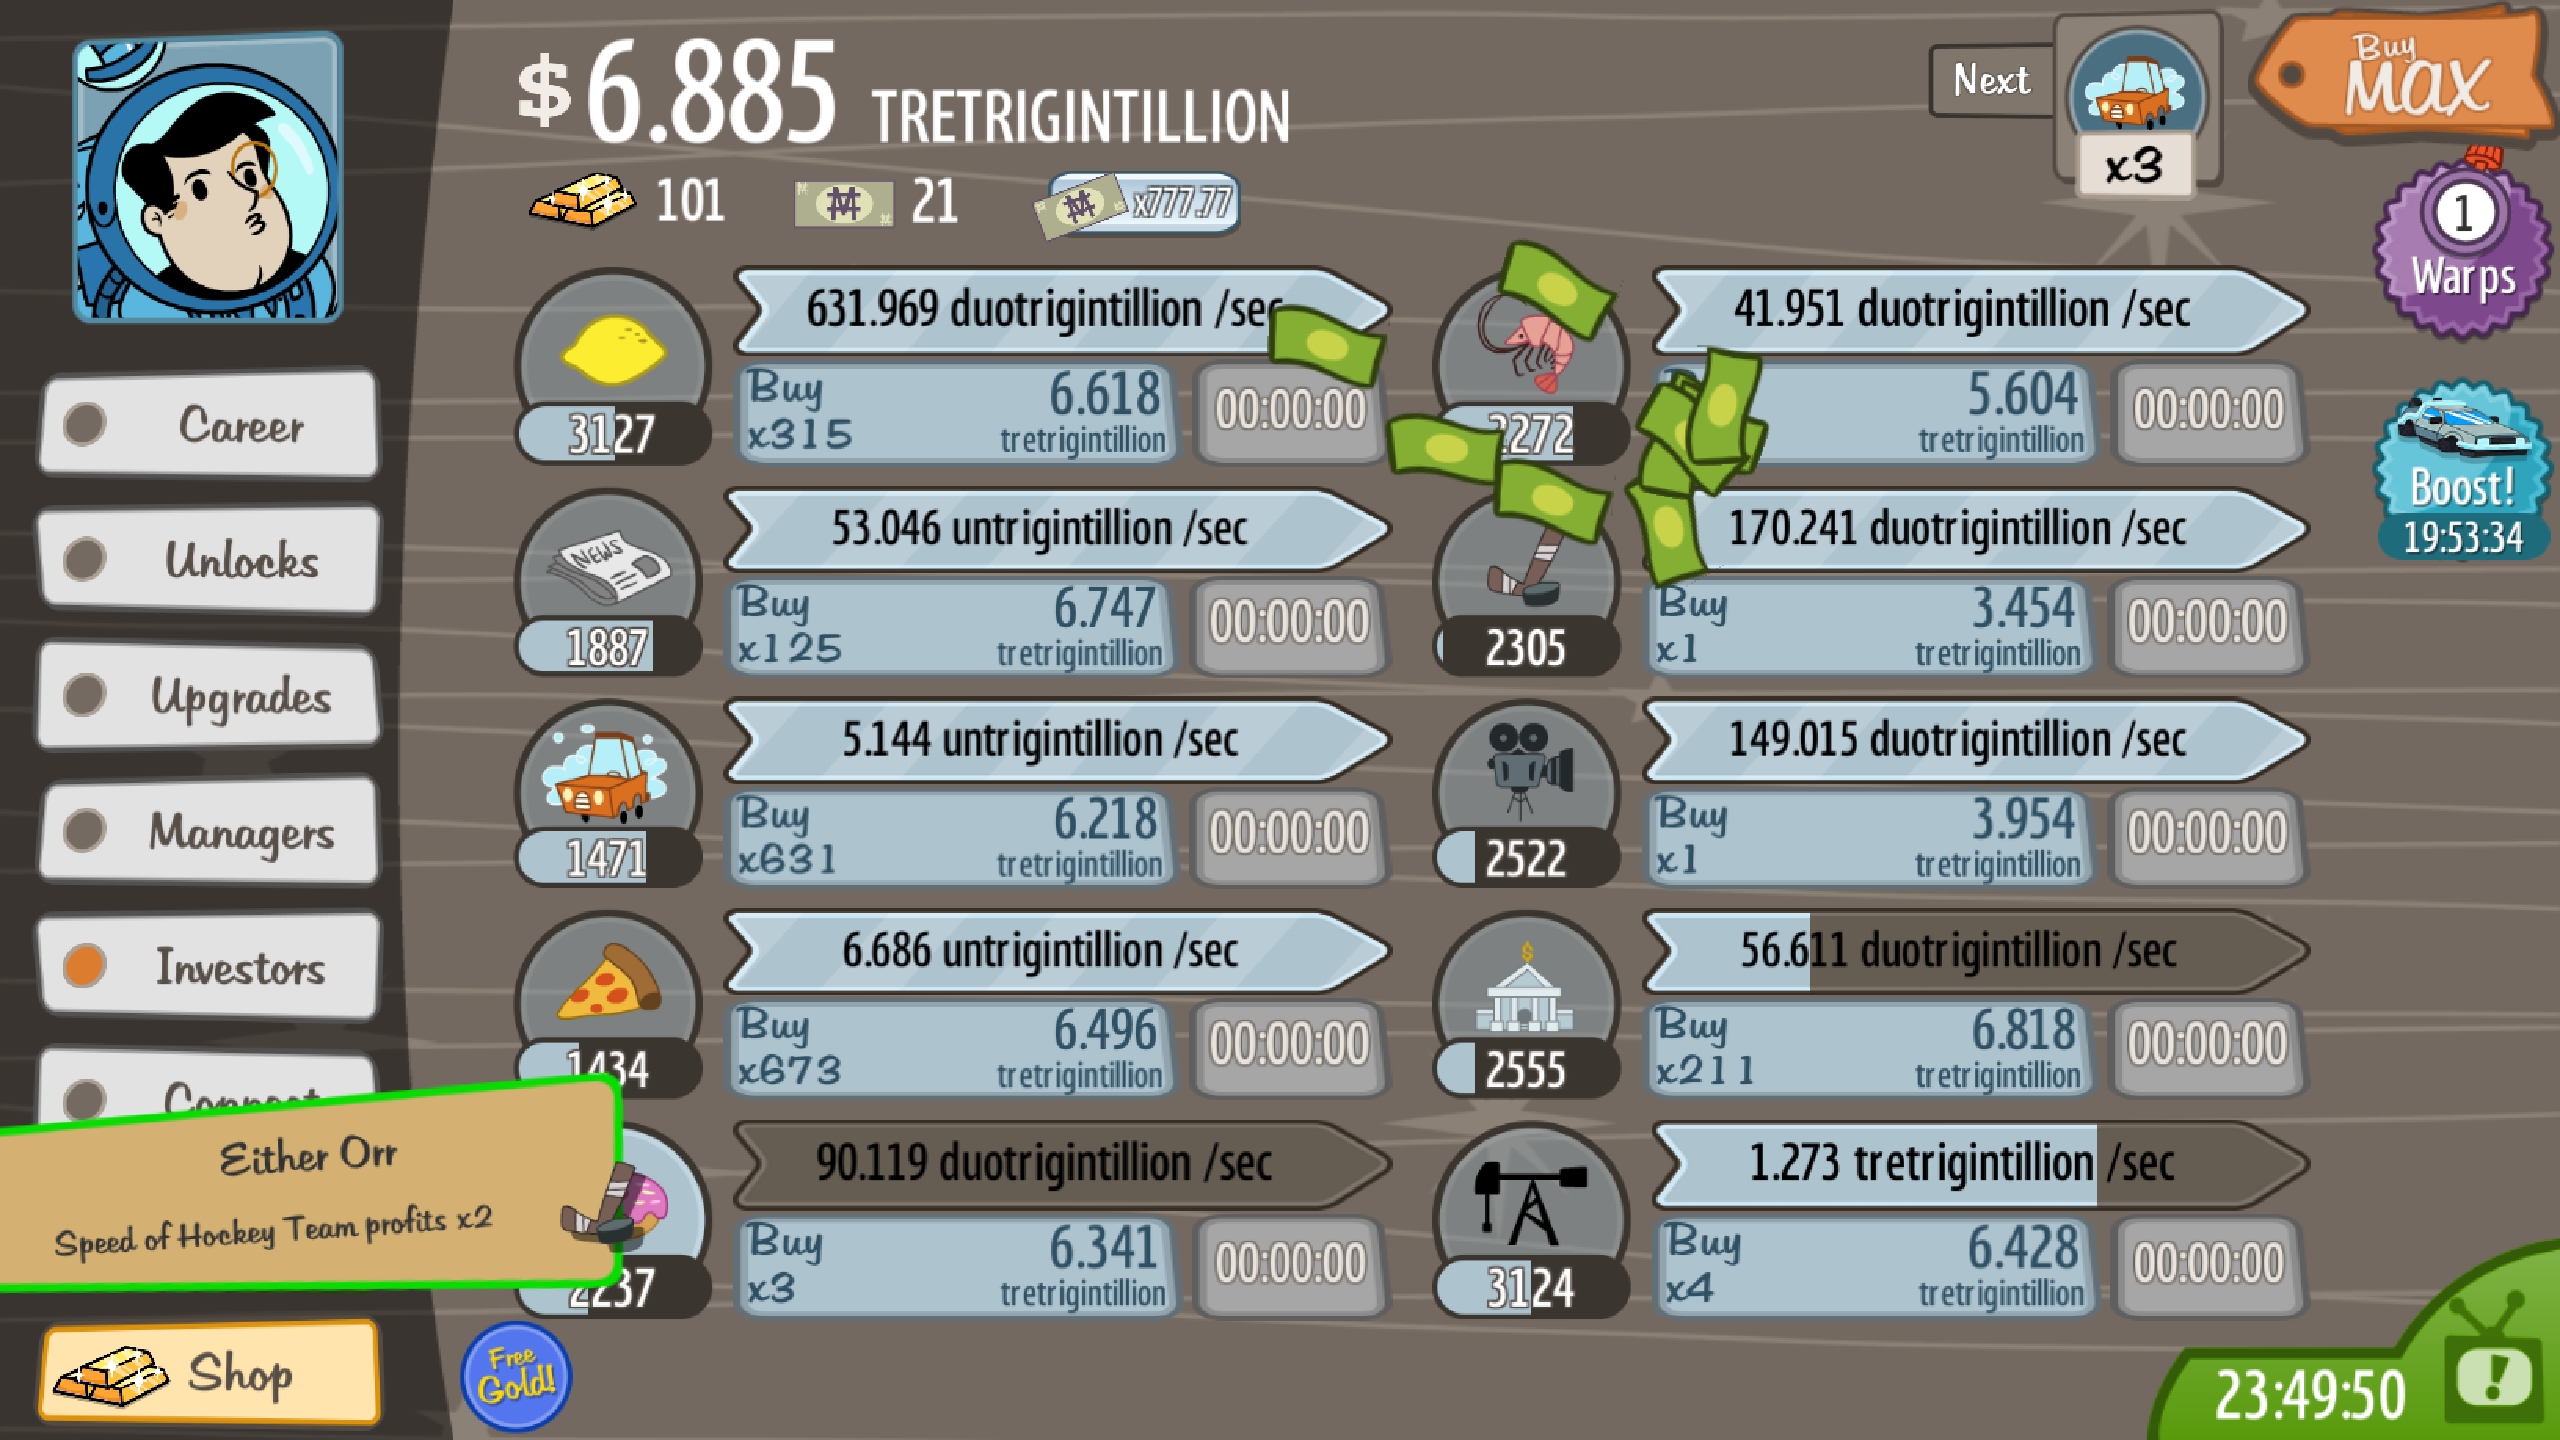 $6.885 TRETRIGINTILLION
Next
x3
Buy
MAX
101
21
x777.77
1
Warps
Boost!
19:53:34
Career
Unlocks
Upgrades
Managers
Investors
Connect
Either Orr
Speed of Hockey Team profits x2
Shop
Free
Gold!
631.969 duotrigintillion /sec
3127
Buy
x315
6.618
tretrigintillion
00:00:00
53.046 untrigintillion /sec
NEWS
1887
Buy
x125
6.747
tretrigintillion
00:00:00
5.144 untrigintillion /sec
1471
Buy
x631
6.218
tretrigintillion
00:00:00
6.686 untrigintillion /sec
1434
Buy
x673
6.496
tretrigintillion
00:00:00
90.119 duotrigintillion /sec
2237
Buy
x3
6.341
tretrigintillion
00:00:00
41.951 duotrigintillion /sec
2272
5.604
tretrigintillion
00:00:00
170.241 duotrigintillion /sec
2305
Buy
x1
3.454
tretrigintillion
00:00:00
149.015 duotrigintillion /sec
2522
Buy
x1
3.954
tretrigintillion
00:00:00
56.611 duotrigintillion /sec
$
2555
Buy
x211
6.818
tretrigintillion
00:00:00
1.273 tretrigintillion /sec
3124
Buy
x4
6.428
tretrigintillion
00:00:00
23:49:50